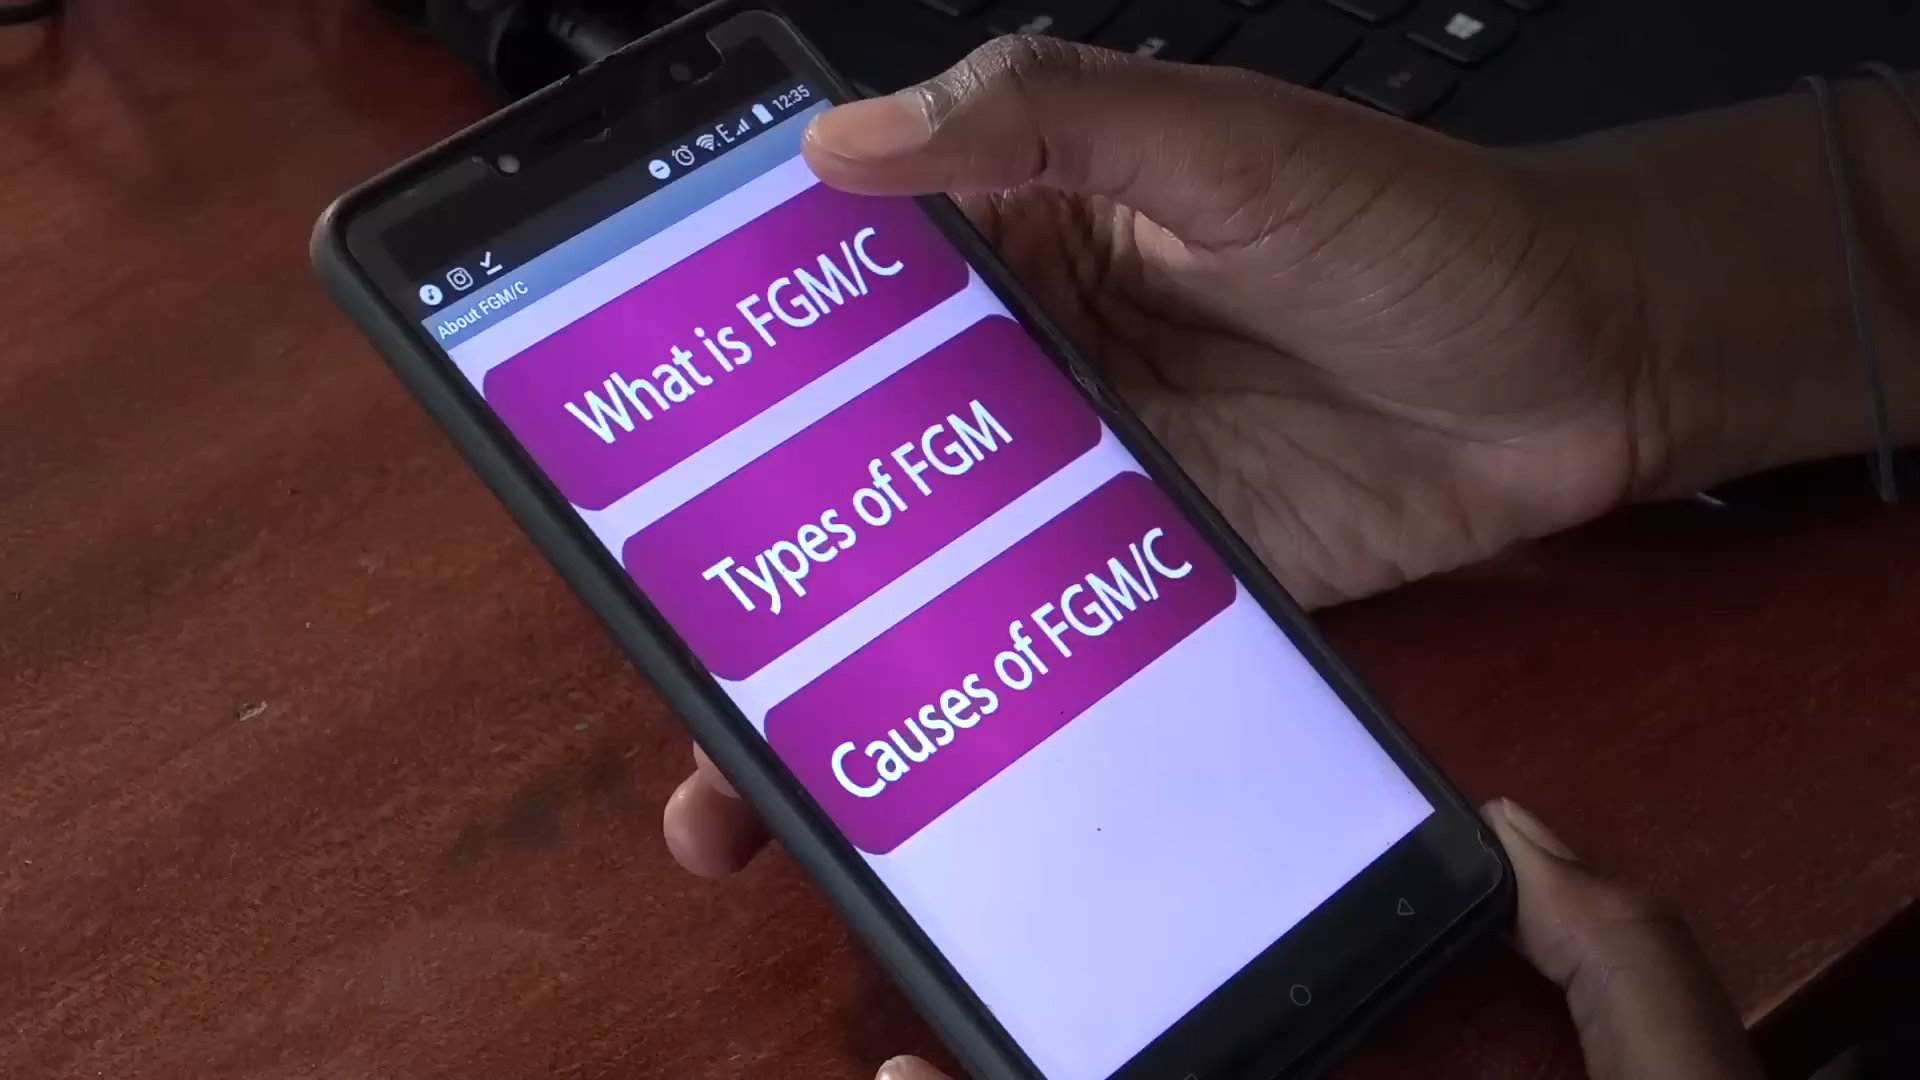 12:35
E
About FGM/C
What is FGM/C
Types of FGM
Causes of FGM/C